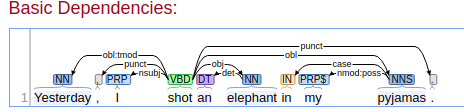 Basic Dependencies:
punct
obl:tmod obl
punct nsubj obj det case nmod:poss
NN , PRP VBD DT NN IN PRP$ NNS .
1 Yesterday , I shot an elephant in my pyjamas .